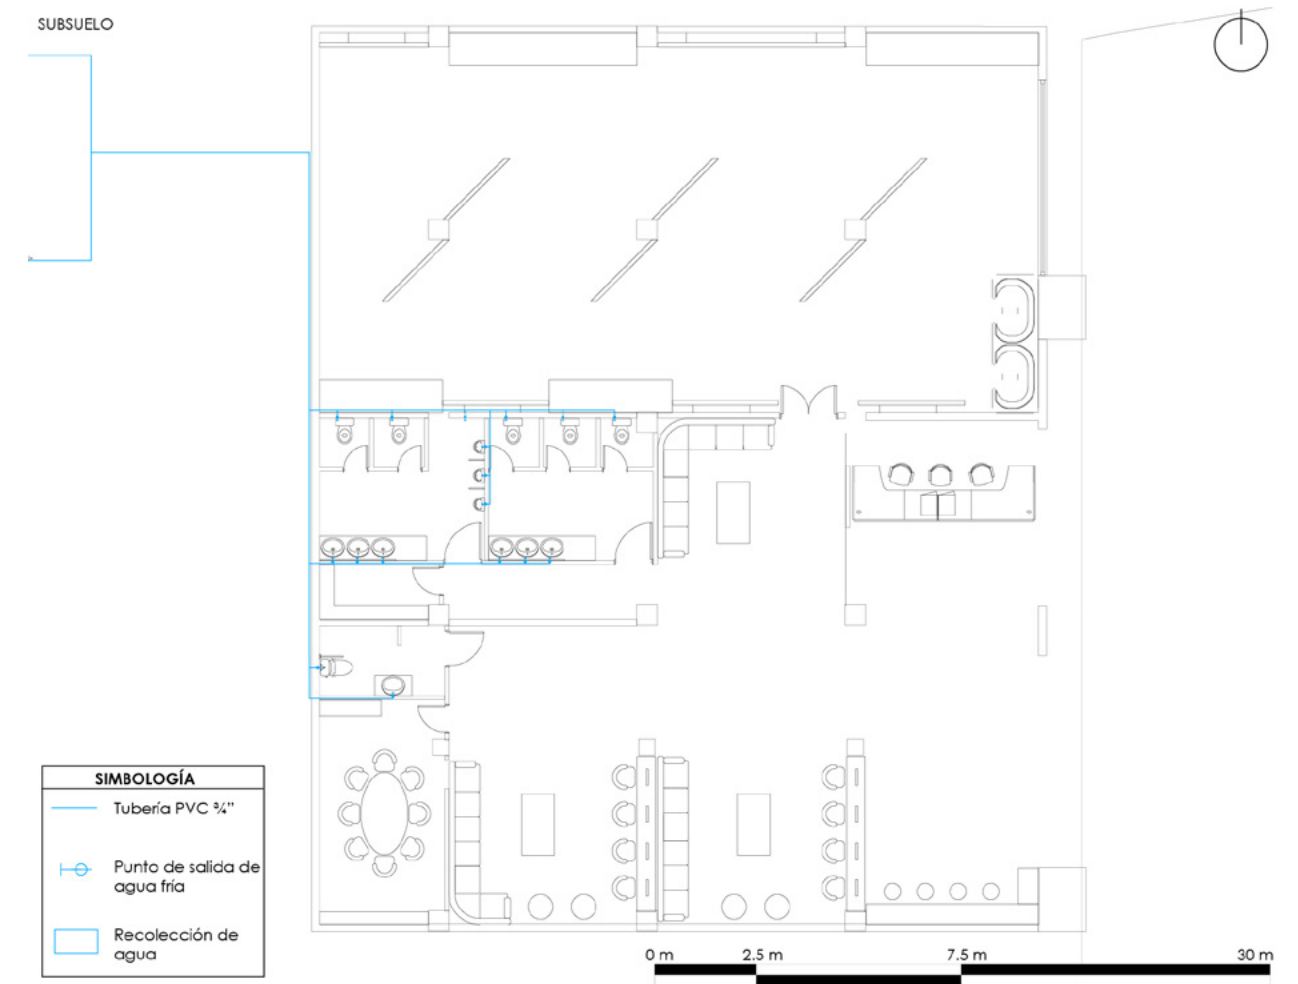 SUBSUELO
SIMBOLOGÍA
Tubería PVC ¾"
Punto de salida de
agua fría
Recolección de
agua
0 m 2.5 m 7.5 m 30 m